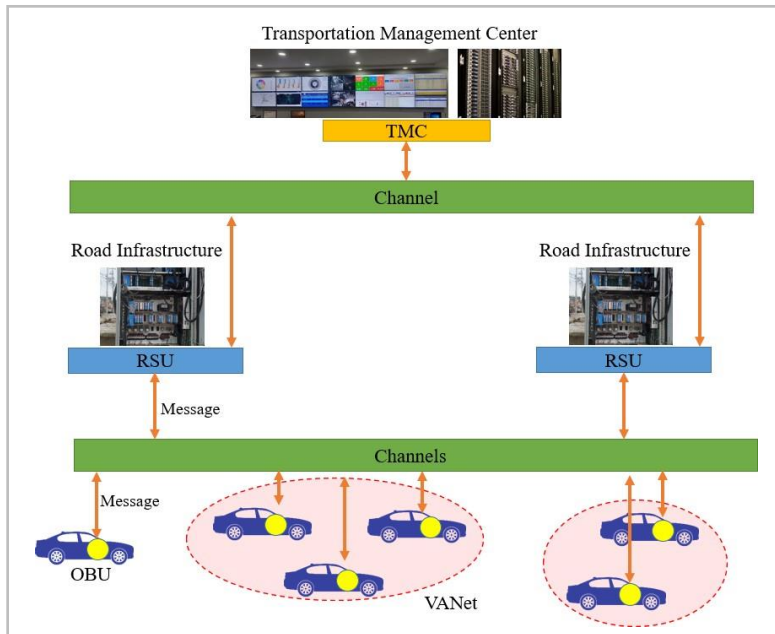 Transportation Management Center
TMC
Channel
Road Infrastructure
Road Infrastructure
RSU
RSU
Message
Channels
Message
OBU
VANet